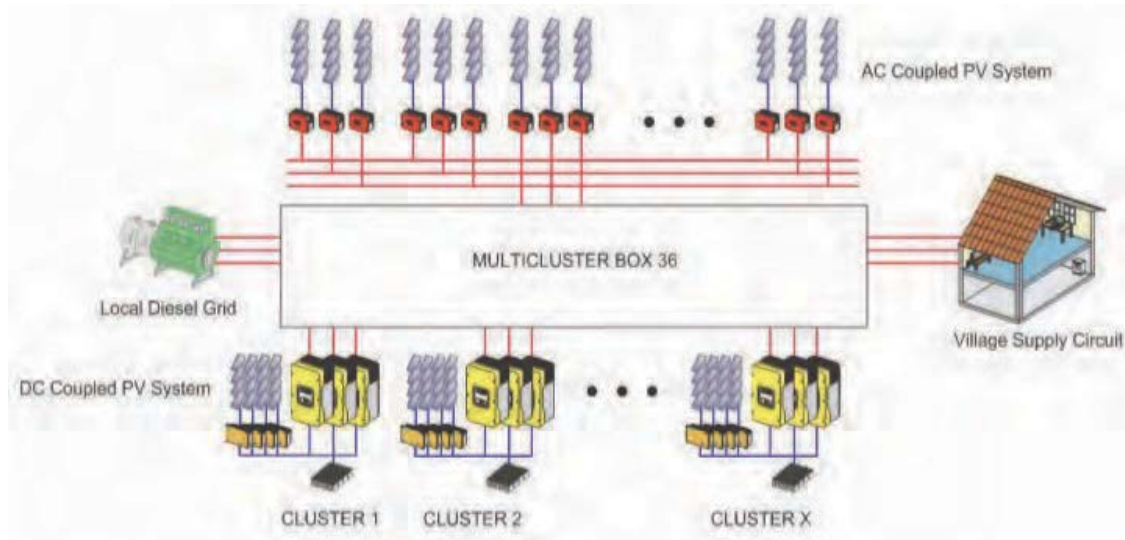 AC Coupled PV System
MULTICLUSTER BOX 36
Local Diesel Grid
Village Supply Circuit
DC Coupled PV System
CLUSTER 1
CLUSTER 2
CLUSTER X